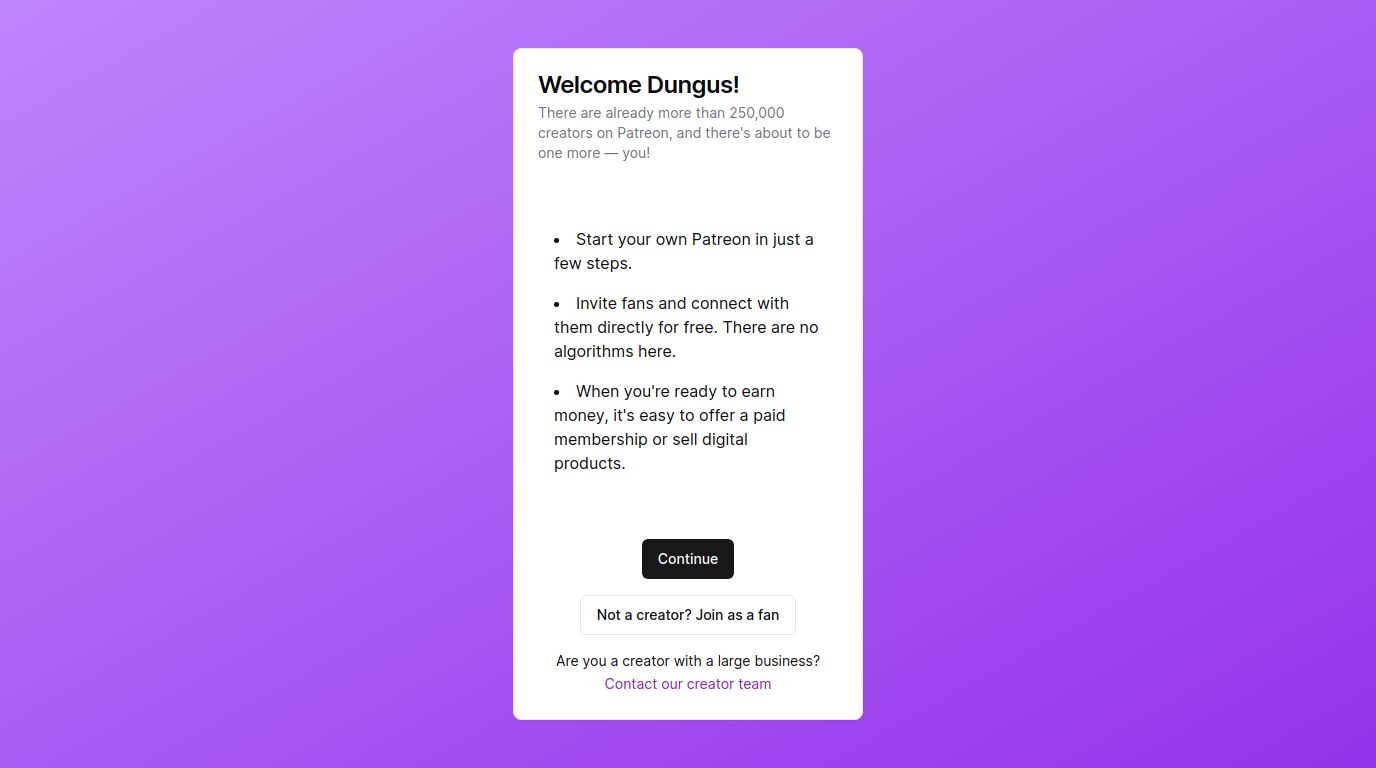 Welcome Dungus!
There are already more than 250,000
creators on Patreon, and there's about to be
one more — you!
• Start your own Patreon in just a
few steps.
• Invite fans and connect with
them directly for free. There are no
algorithms here.
• When you're ready to earn
money, it's easy to offer a paid
membership or sell digital
products.
Continue
Not a creator? Join as a fan
Are you a creator with a large business?
Contact our creator team